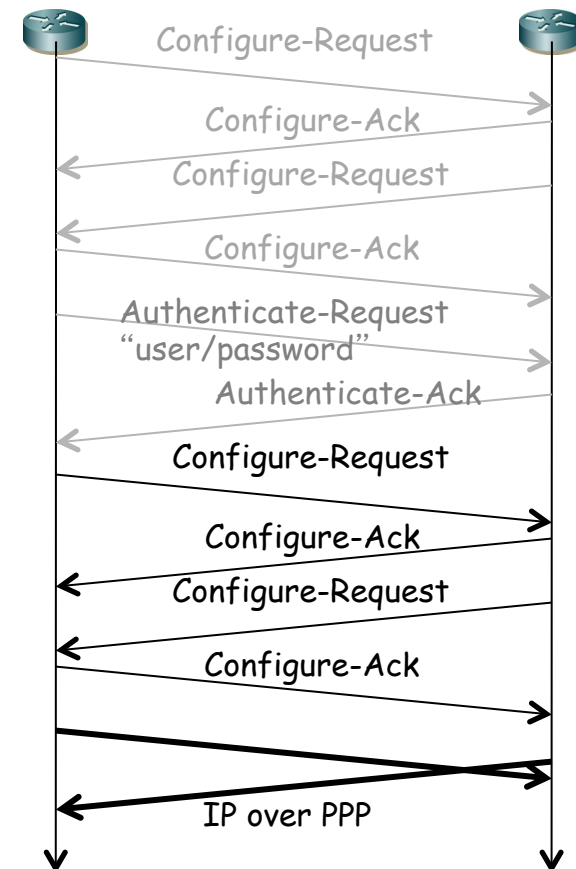 Configure-Request
Configure-Ack
Configure-Request
Configure-Ack
Authenticate-Request
“user/password”
Authenticate-Ack
Configure-Request
Configure-Ack
Configure-Request
Configure-Ack
IP over PPP